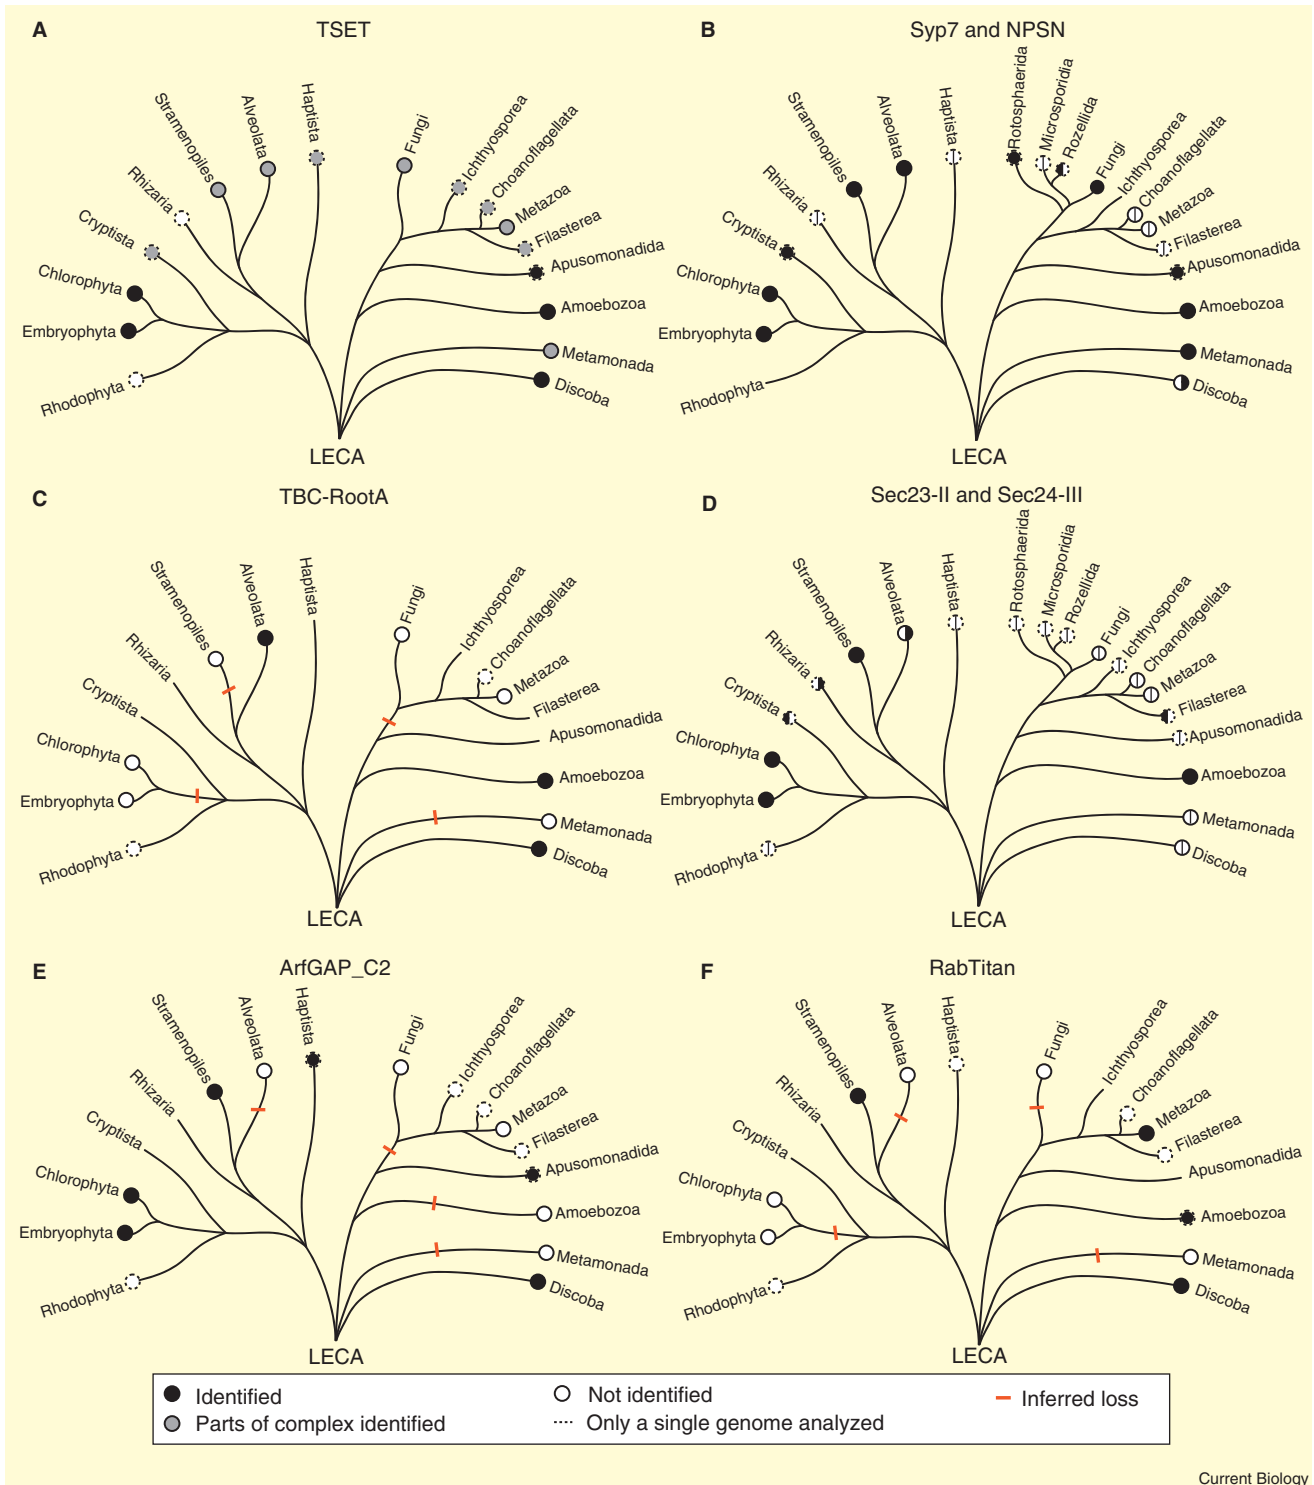 A
TSET
Stramenopiles
Alveolata
Haptista
Fungi
Ichthyosporea
Choanoflagellata
Metazoa
Filasterea
Apusomonadida
Amoebozoa
Metamonada
Discoba
Rhizaria
Cryptista
Chlorophyta
Embryophyta
Rhodophyta
LECA
B
Syp7 and NPSN
Stramenopiles
Alveolata
Haptista
Rotosphaerida
Microsporidia
Rozellida
Fungi
Ichthyosporea
Choanoflagellata
Metazoa
Filasterea
Apusomonadida
Amoebozoa
Metamonada
Discoba
Rhizaria
Cryptista
Chlorophyta
Embryophyta
Rhodophyta
LECA
C
TBC-RootA
Stramenopiles
Alveolata
Haptista
Fungi
Ichthyosporea
Choanoflagellata
Metazoa
Filasterea
Apusomonadida
Amoebozoa
Metamonada
Discoba
Rhizaria
Cryptista
Chlorophyta
Embryophyta
Rhodophyta
LECA
D
Sec23-II and Sec24-III
Stramenopiles
Alveolata
Haptista
Rotosphaerida
Microsporidia
Rozellida
Fungi
Ichthyosporea
Choanoflagellata
Metazoa
Filasterea
Apusomonadida
Amoebozoa
Metamonada
Discoba
Rhizaria
Cryptista
Chlorophyta
Embryophyta
Rhodophyta
LECA
E
ArfGAP_C2
Stramenopiles
Alveolata
Haptista
Fungi
Ichthyosporea
Choanoflagellata
Metazoa
Filasterea
Apusomonadida
Amoebozoa
Metamonada
Discoba
Rhizaria
Cryptista
Chlorophyta
Embryophyta
Rhodophyta
LECA
F
RabTitan
Stramenopiles
Alveolata
Haptista
Fungi
Ichthyosporea
Choanoflagellata
Metazoa
Filasterea
Apusomonadida
Amoebozoa
Metamonada
Discoba
Rhizaria
Cryptista
Chlorophyta
Embryophyta
Rhodophyta
LECA
Identified
Parts of complex identified
Not identified
Only a single genome analyzed
Inferred loss
Current Biology